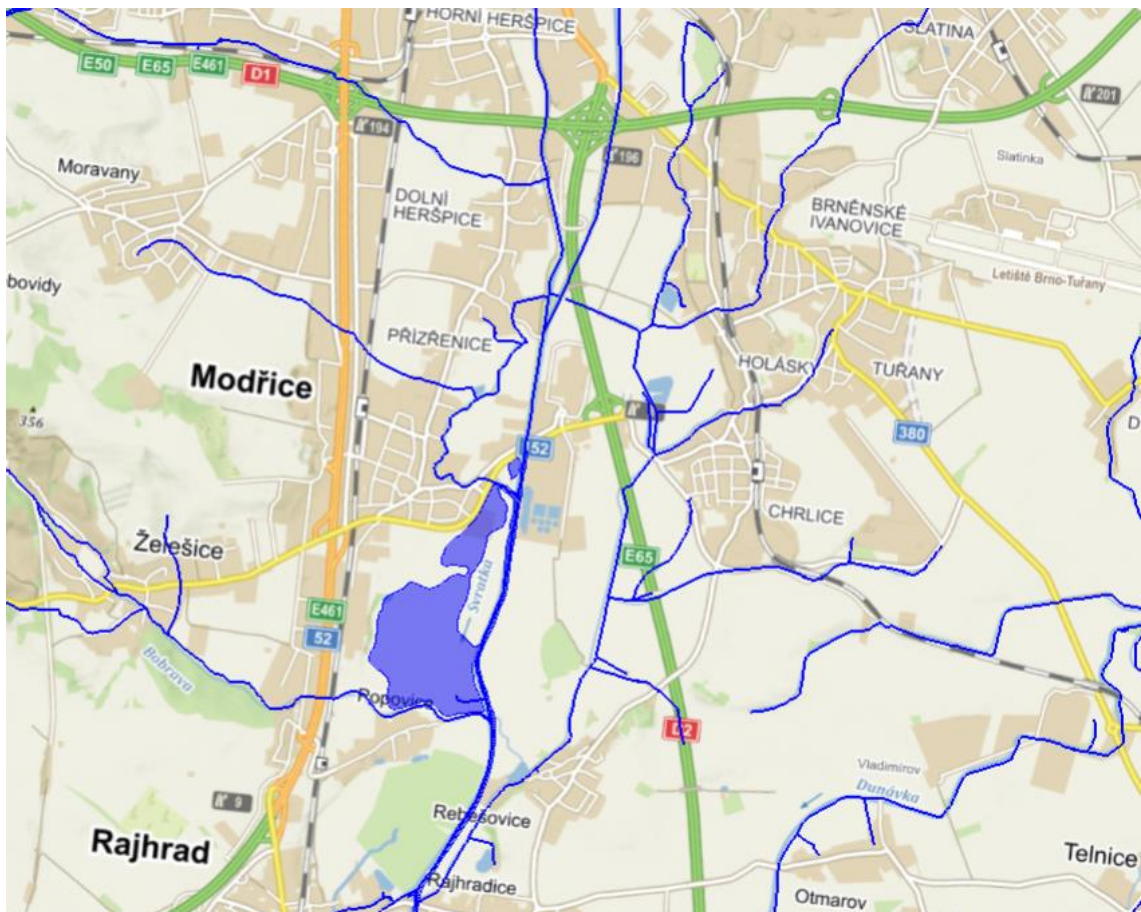 HORNÍ HERŠPICE
SLATINA
E50
E65
E461
D1
201
194
196
Slatinka
Moravany
DOLNÍ
HERŠPICE
BRNĚNSKÉ
IVANOVICE
Letiště Brno-Tuřany
bovidy
PŘÍZŘENICE
HOLÁSKY
TUŘANY
Modřice
356
52
380
D
CHRLICE
Želešice
E65
Svratka
E461
52
Bobrava
Popovice
D2
Vladimírov
Dunávka
9
Rebešovice
Rajhrad
Telnice
Rajhradice
Otmarov